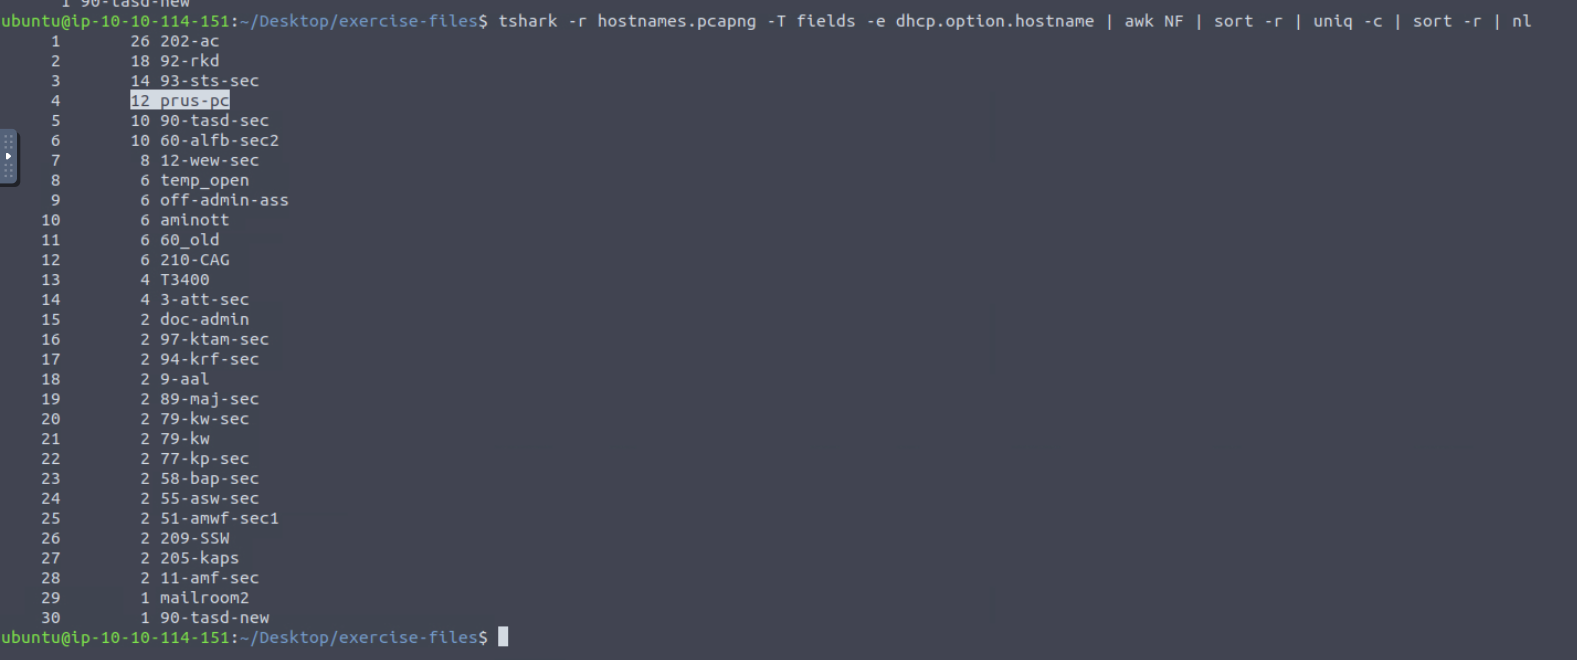 1 90-tasd-new
ubuntu@ip-10-10-114-151:~/Desktop/exercise-files$ tshark -r hostnames.pcapng -T fields -e dhcp.option.hostname | awk NF | sort -r | uniq -c | sort -r | nl
1 26 202-ac
2 18 92-rkd
3 14 93-sts-sec
4 12 prus-pc
5 10 90-tasd-sec
6 10 60-alfb-sec2
7 8 12-wew-sec
8 6 temp_open
9 6 off-admin-ass
10 6 aminott
11 6 60_old
12 6 210-CAG
13 4 T3400
14 4 3-att-sec
15 2 doc-admin
16 2 97-ktam-sec
17 2 94-krf-sec
18 2 9-aal
19 2 89-maj-sec
20 2 79-kw-sec
21 2 79-kw
22 2 77-kp-sec
23 2 58-bap-sec
24 2 55-asw-sec
25 2 51-amwf-sec1
26 2 209-SSW
27 2 205-kaps
28 2 11-amf-sec
29 1 mailroom2
30 1 90-tasd-new
ubuntu@ip-10-10-114-151:~/Desktop/exercise-files$